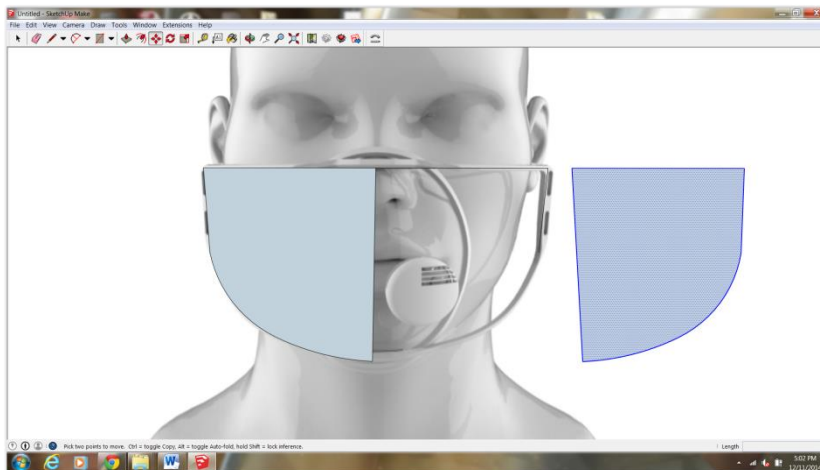 Untitled - SketchUp Make
File Edit View Camera Draw Tools Window Extensions Help
Pick two points to move. Ctrl = toggle Copy, Alt = toggle Auto-fold, hold Shift = lock inference.
Length
5:02 PM